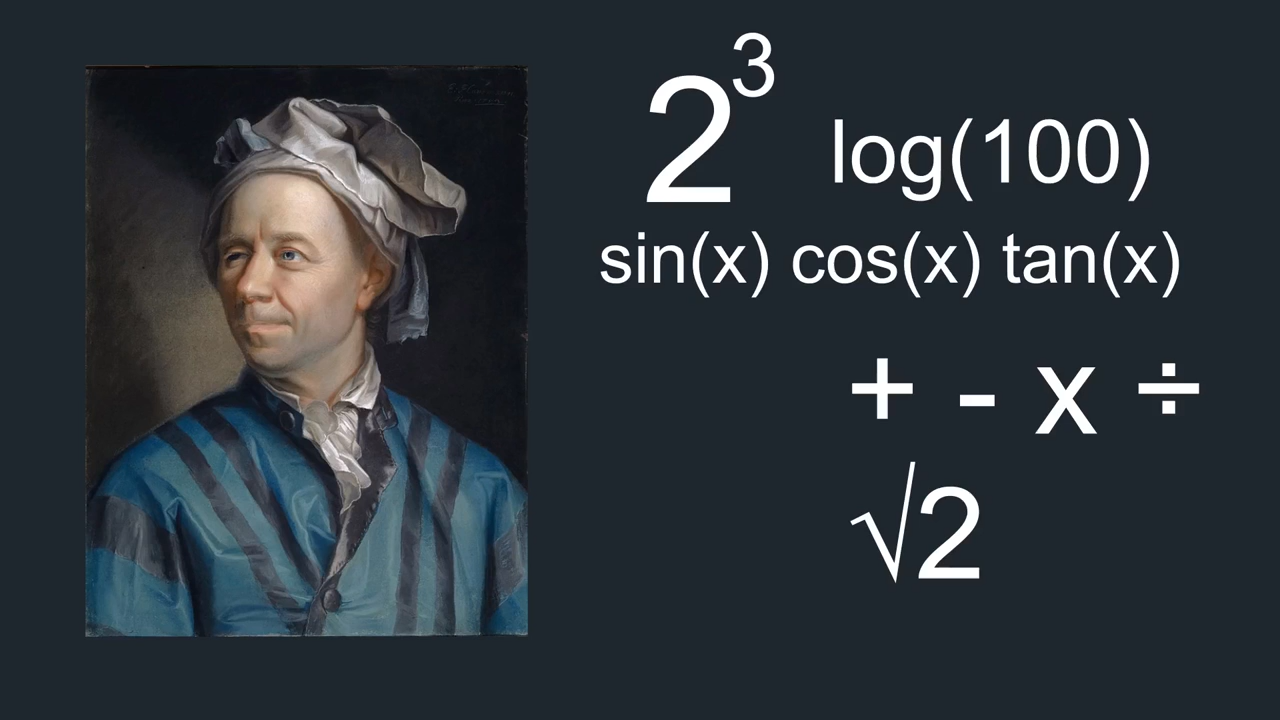 2³ log(100)
sin(x) cos(x) tan(x)
+ - x ÷
√2